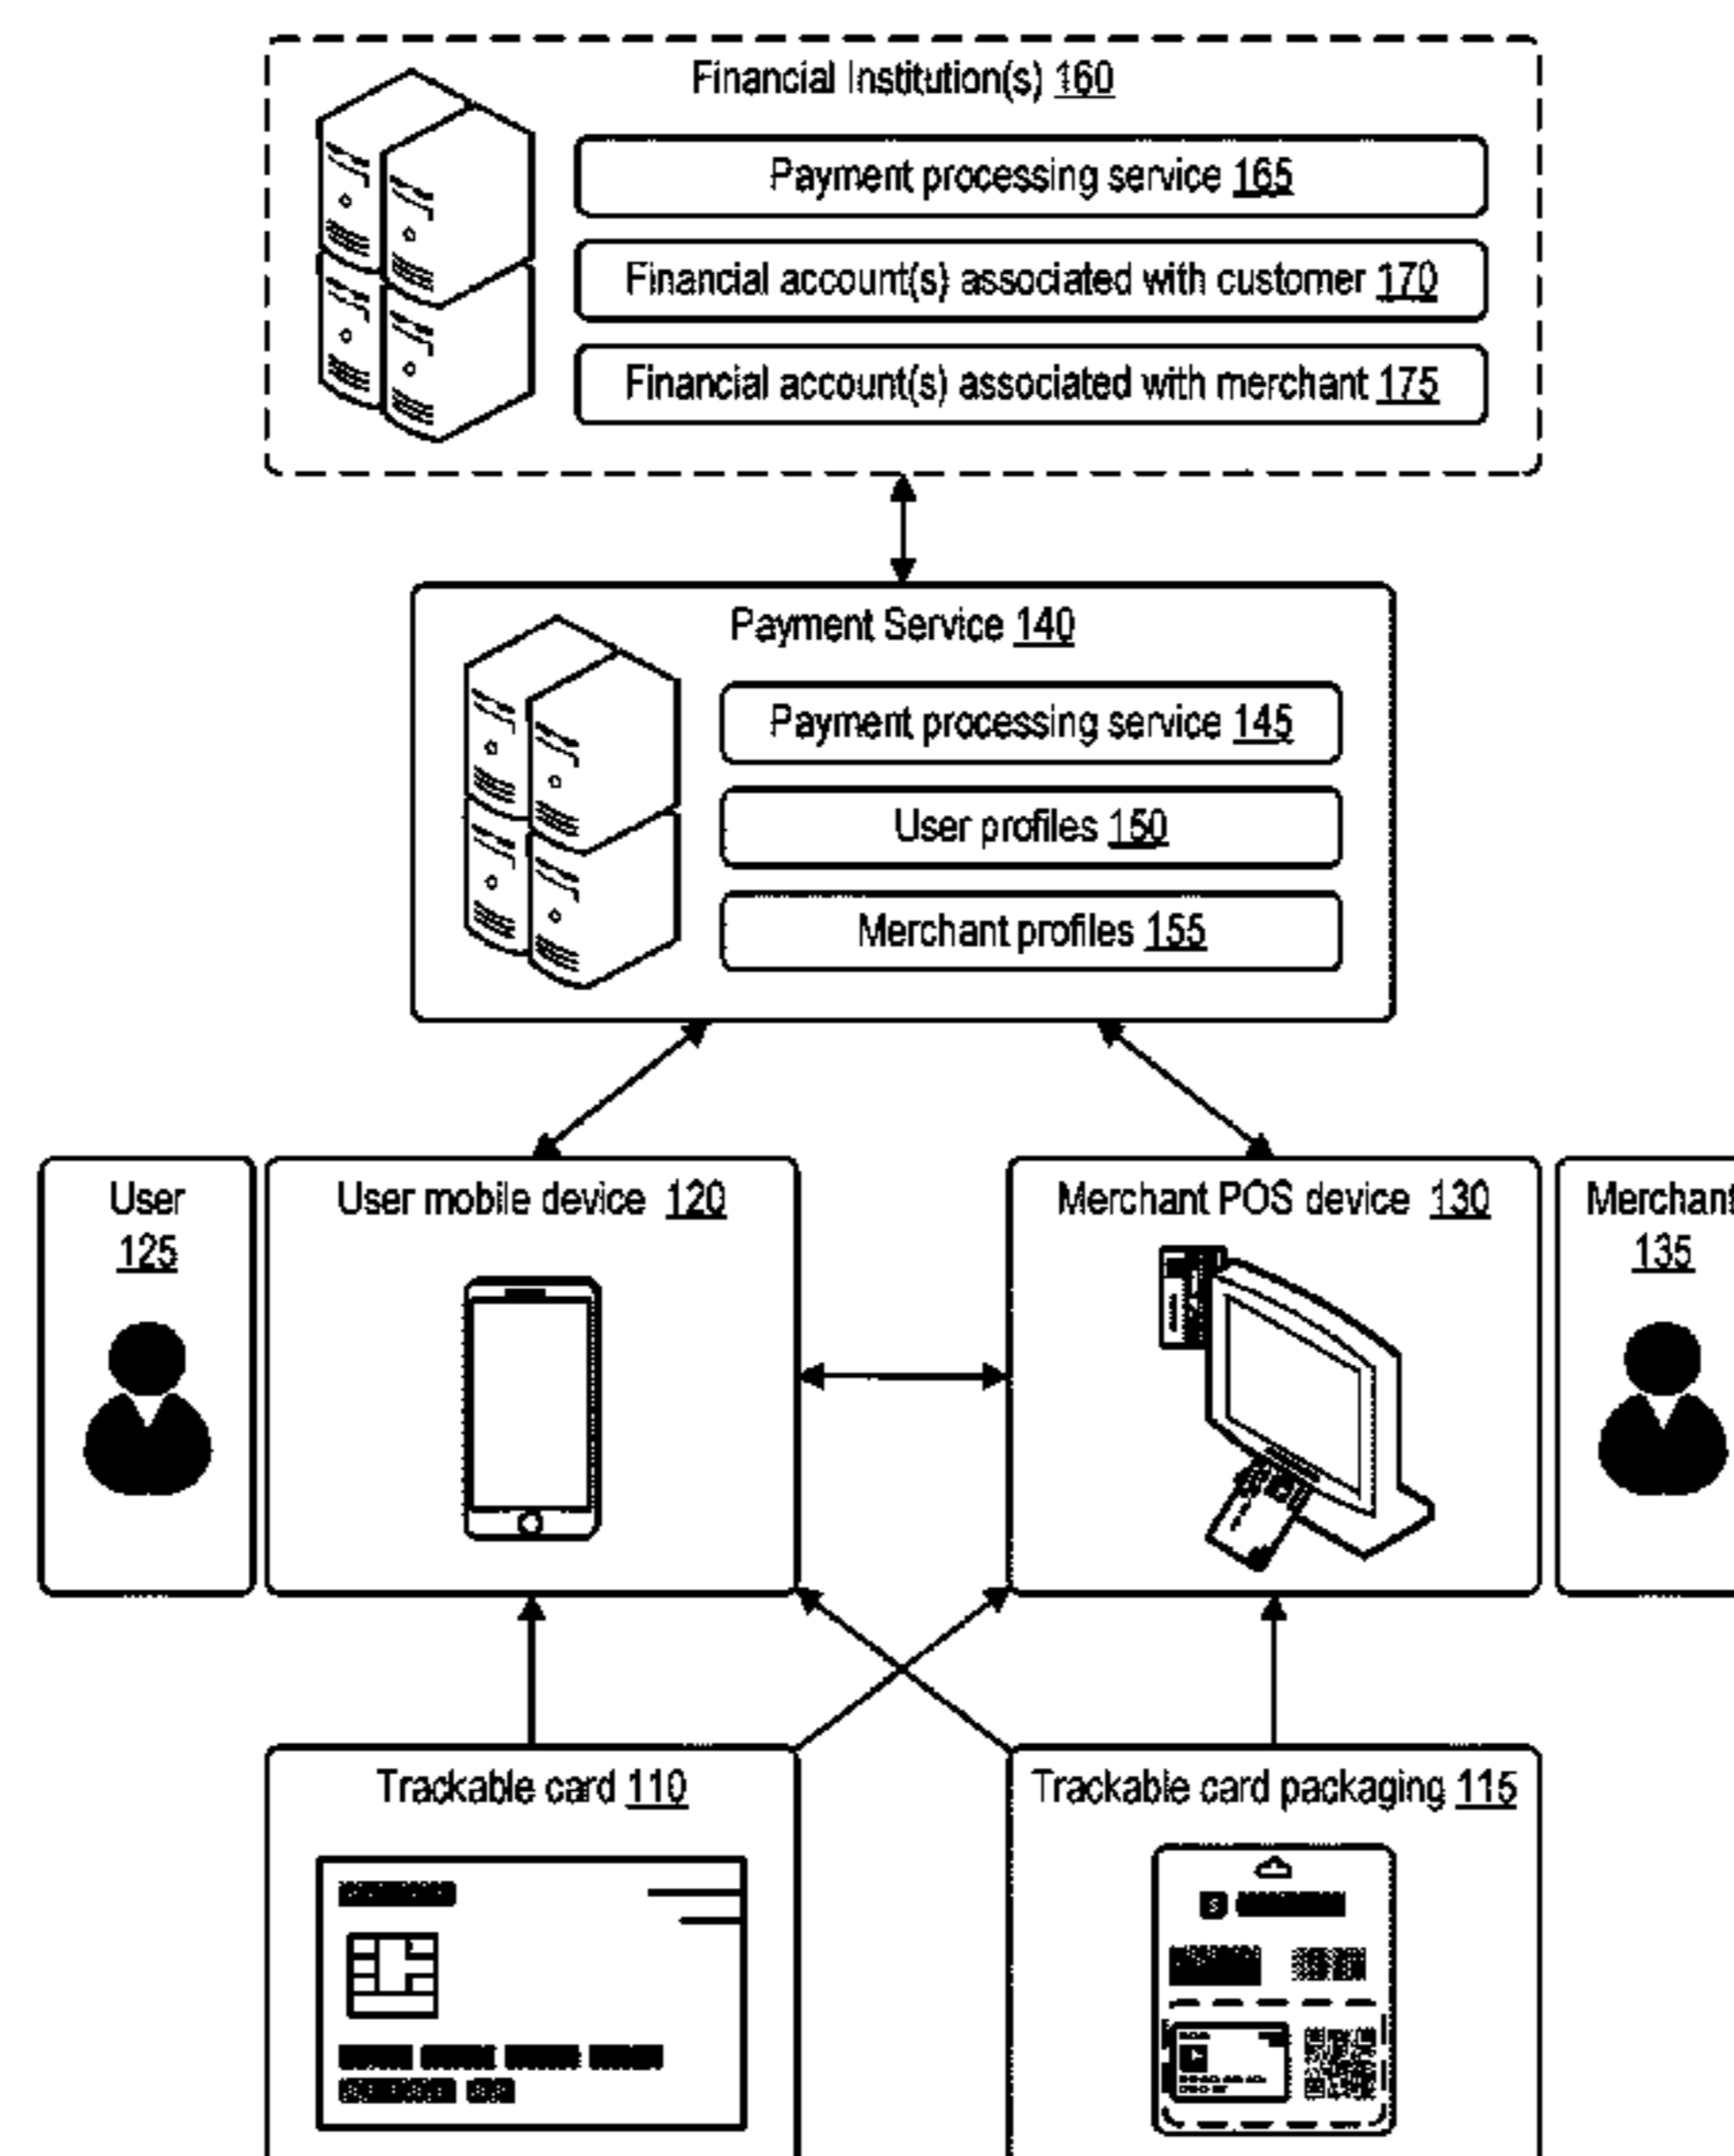 Financial Institution(s) 160
Payment processing service 165
Financial account(s) associated with customer 170
Financial account(s) associated with merchant 175
Payment Service 140
Payment processing service 145
User profiles 150
Merchant profiles 155
User
125
User mobile device 120
Merchant POS device 130
Merchant
135
Trackable card 110
Trackable card packaging 115
S